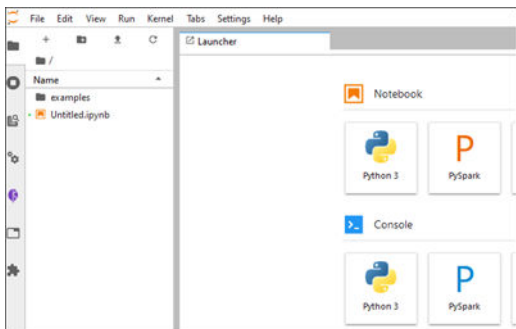 File Edit View Run Kernel Tabs Settings Help
Launcher
/
Name
examples
Untitled.ipynb
Notebook
Python 3
P
PySpark
Console
Python 3
P
PySpark